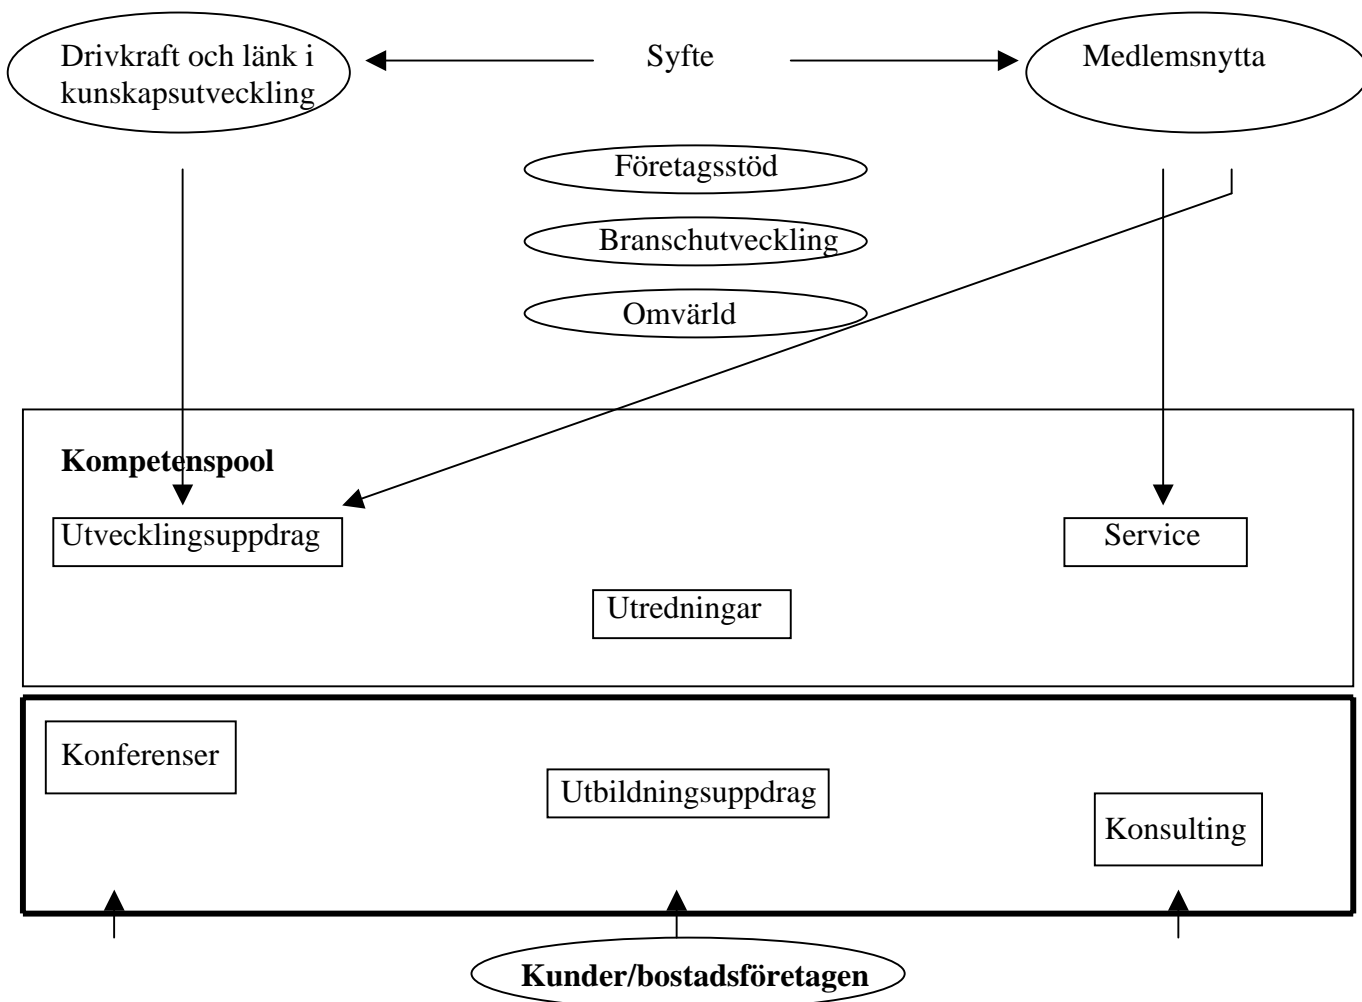 Drivkraft och länk i
kunskapsutveckling
Syfte
Medlemsnytta
Företagsstöd
Branschutveckling
Omvärld
Kompetenspool
Utvecklingsuppdrag
Service
Utredningar
Konferenser
Utbildningsuppdrag
Konsulting
Kunder/bostadsföretagen